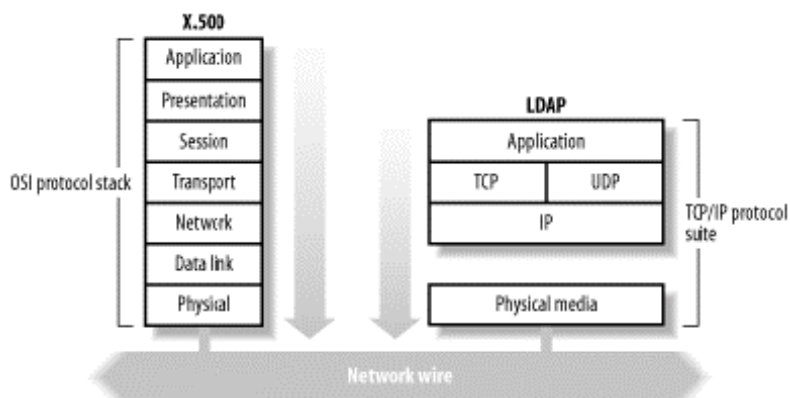 X.500
Application
Presentation
Session
OSI protocol stack
Transport
Network
Data link
Physical
LDAP
Application
TCP
UDP
IP
TCP/IP protocol
suite
Physical media
Network wire